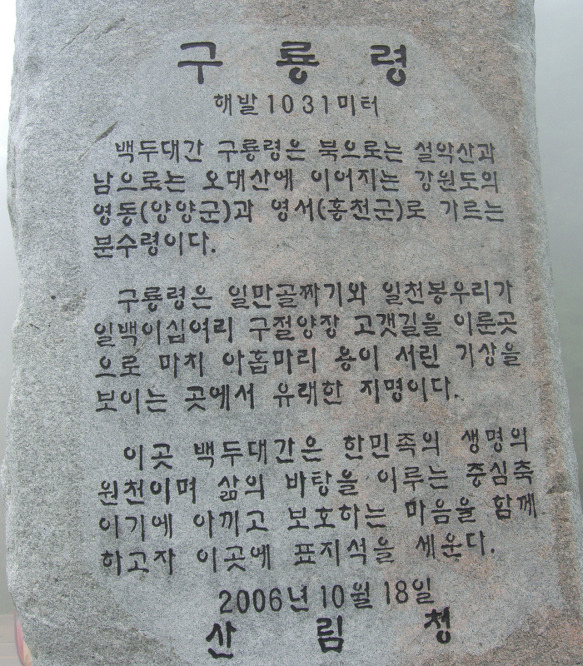 구룡령
해발1031미터
백두대간 구룡령은 북으로는 설악산과
남으로는 오대산에 이어지는 강원도의
영동(양양군)과 영서(홍천군)로 가르는
분수령이다.
구룡령은 일만골짜기와 일천봉우리가
일백이십여리 구절양장 고갯길을 이룬곳
으로 마치 아홉마리 용이 서린 기상을
보이는 곳에서 유래한 지명이다.
이곳 백두대간은 한민족의 생명의
원천이며 삶의 바탕을 이루는 중심축
이기에 아끼고 보호하는 마음을 함께
하고자 이곳에 표지석을 세운다.
2006년 10월 18일
산림청